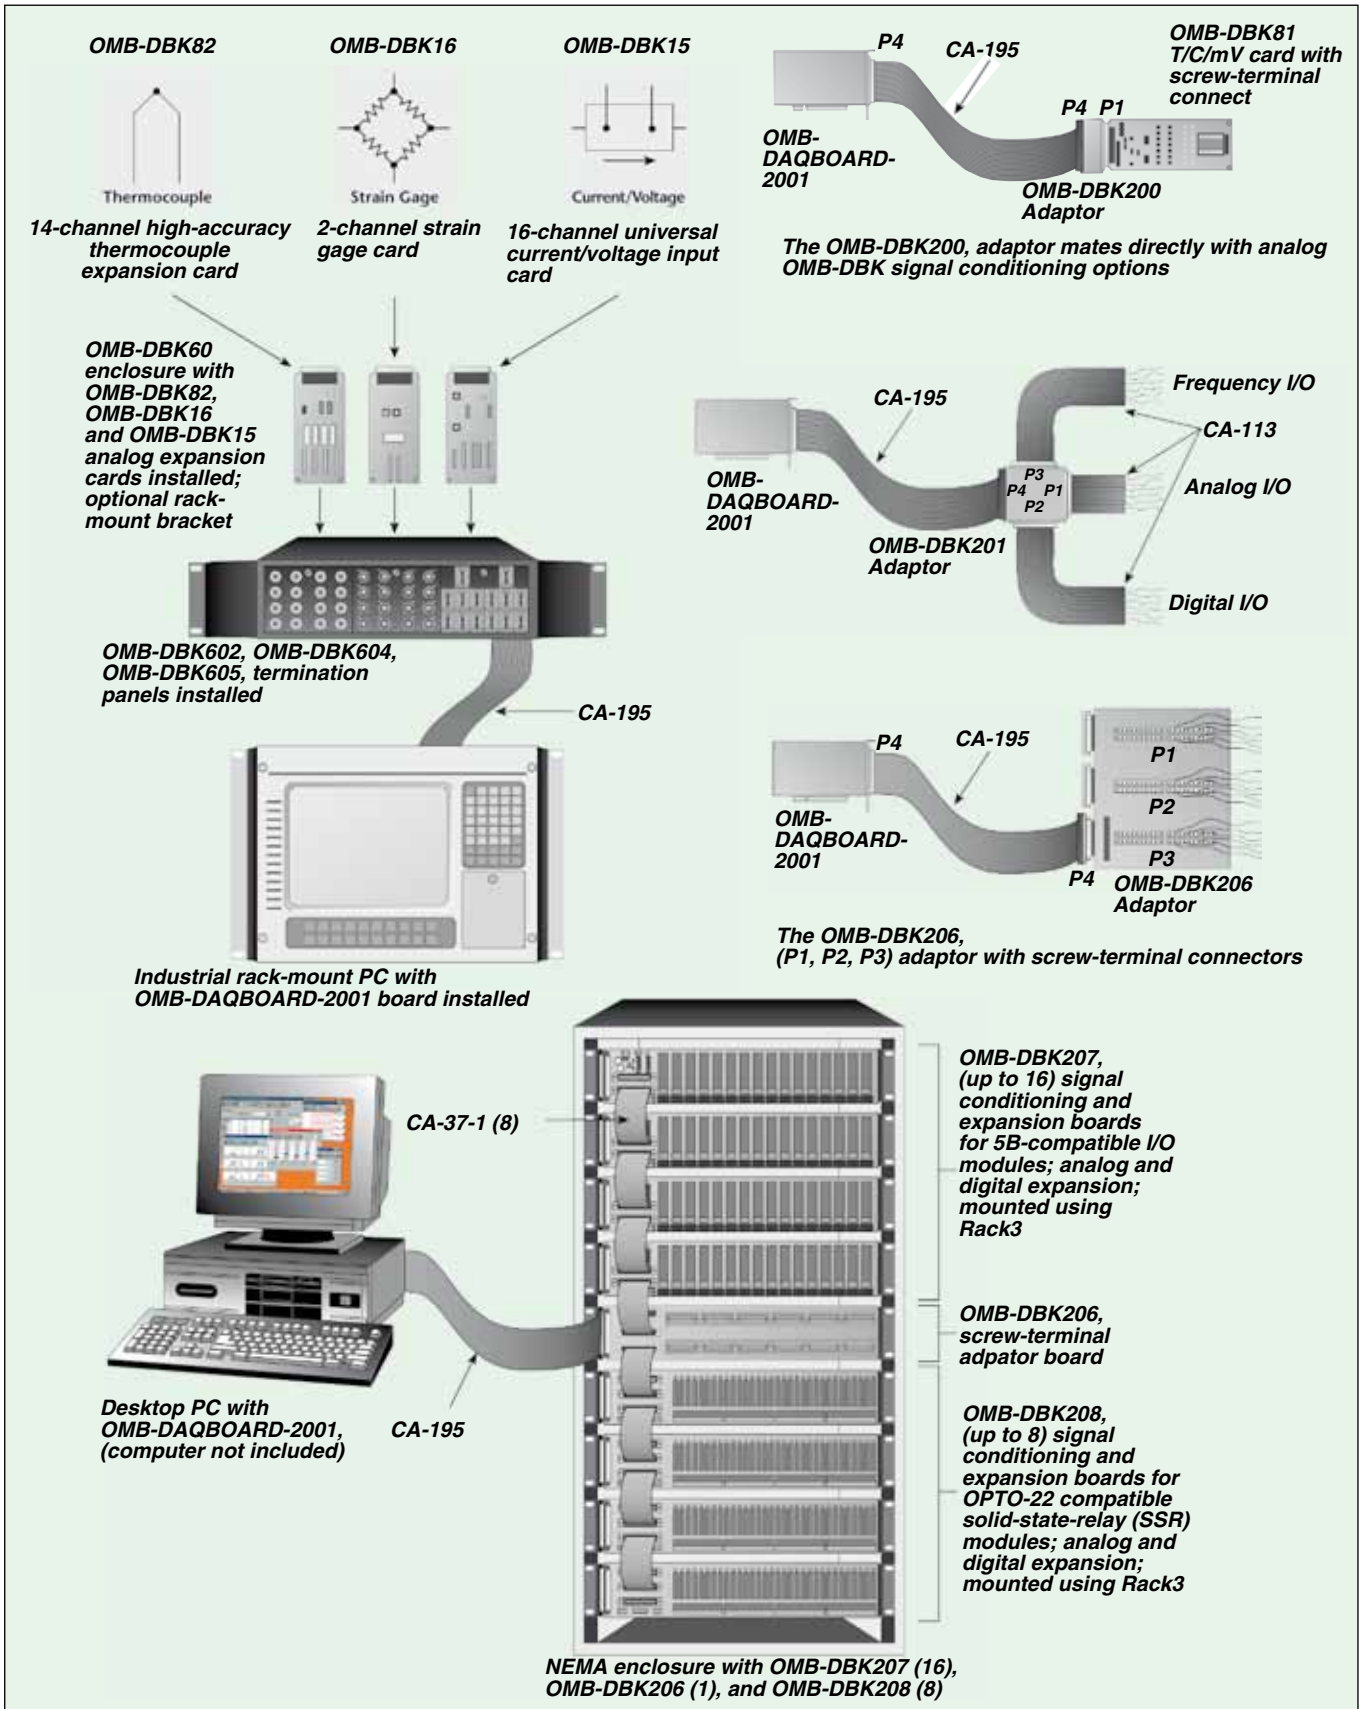 OMB-DBK82
OMB-DBK16
OMB-DBK15
Thermocouple
Strain Gage
Current/Voltage
14-channel high-accuracy
thermocouple
expansion card
2-channel strain
gage card
16-channel universal
current/voltage input
card
OMB-DBK60
enclosure with
OMB-DBK82,
OMB-DBK16
and OMB-DBK15
analog expansion
cards installed;
optional rack-
mount bracket
OMB-DBK602, OMB-DBK604,
OMB-DBK605, termination
panels installed
CA-195
Industrial rack-mount PC with
OMB-DAQBOARD-2001 board installed
P4
CA-195
OMB-DBK81
T/C/mV card with
screw-terminal
connect
P4 P1
OMB-
DAQBOARD-
2001
OMB-DBK200
Adaptor
The OMB-DBK200, adaptor mates directly with analog
OMB-DBK signal conditioning options
CA-195
Frequency I/O
CA-113
OMB-
DAQBOARD-
2001
P3
P4 P1
P2
Analog I/O
OMB-DBK201
Adaptor
Digital I/O
P4
CA-195
OMB-
DAQBOARD-
2001
P1
P2
P3
P4
OMB-DBK206
Adaptor
The OMB-DBK206,
(P1, P2, P3) adaptor with screw-terminal connectors
CA-37-1 (8)
OMB-DBK207,
(up to 16) signal
conditioning and
expansion boards
for 5B-compatible I/O
modules; analog and
digital expansion;
mounted using
Rack3
OMB-DBK206,
screw-terminal
adpator board
Desktop PC with
OMB-DAQBOARD-2001,
(computer not included)
CA-195
OMB-DBK208,
(up to 8) signal
conditioning and
expansion boards for
OPTO-22 compatible
solid-state-relay (SSR)
modules; analog and
digital expansion;
mounted using Rack3
NEMA enclosure with OMB-DBK207 (16),
OMB-DBK206 (1), and OMB-DBK208 (8)